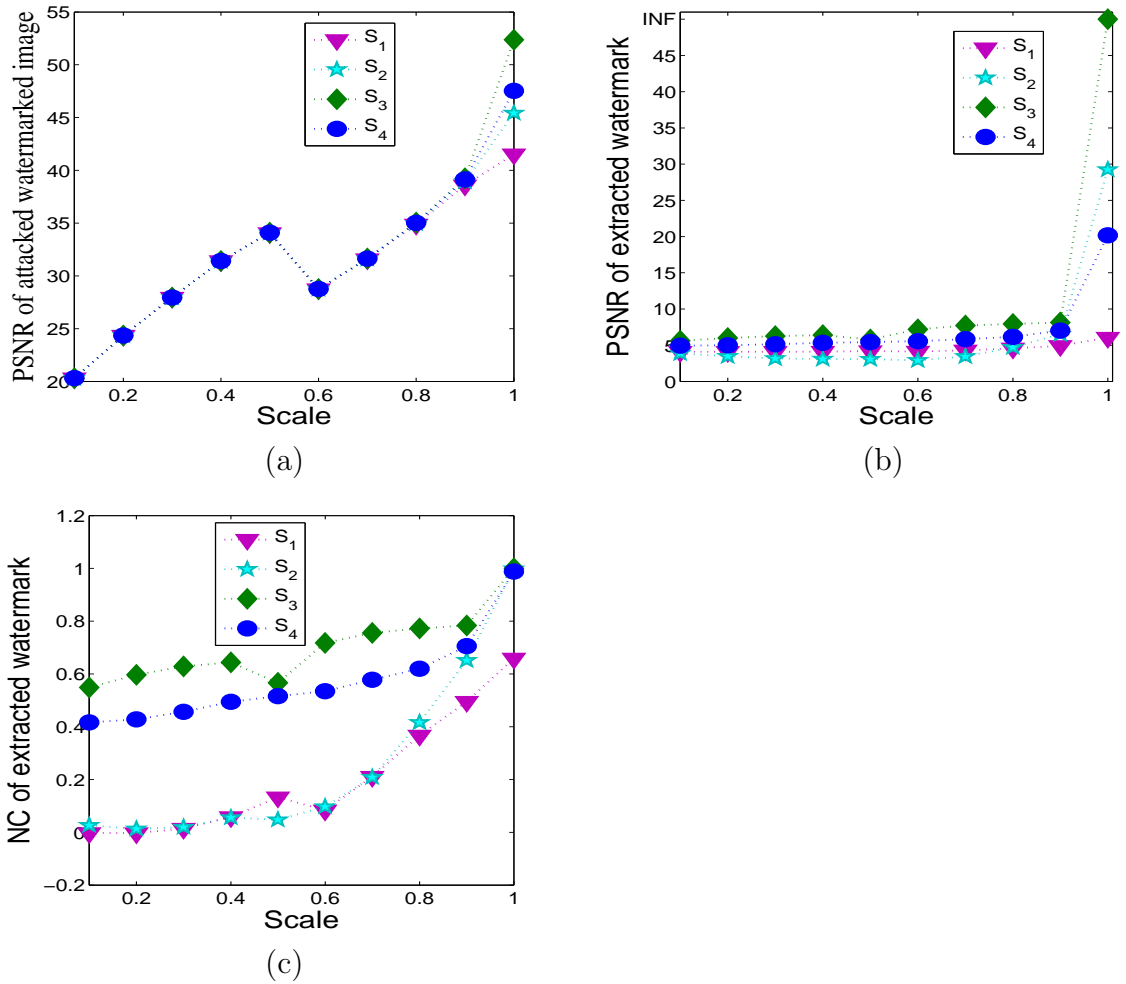 55
50
45
40
35
30
25
20
0.2
0.4
0.6
0.8
1
Scale
PSNR of attacked watermarked image
S1
S2
S3
S4
(a)
INF
45
40
35
30
25
20
15
10
5
0
0.2
0.4
0.6
0.8
1
Scale
PSNR of extracted watermark
S1
S2
S3
S4
(b)
1.2
1
0.8
0.6
0.4
0.2
0
−0.2
0.2
0.4
0.6
0.8
1
Scale
NC of extracted watermark
S1
S2
S3
S4
(c)